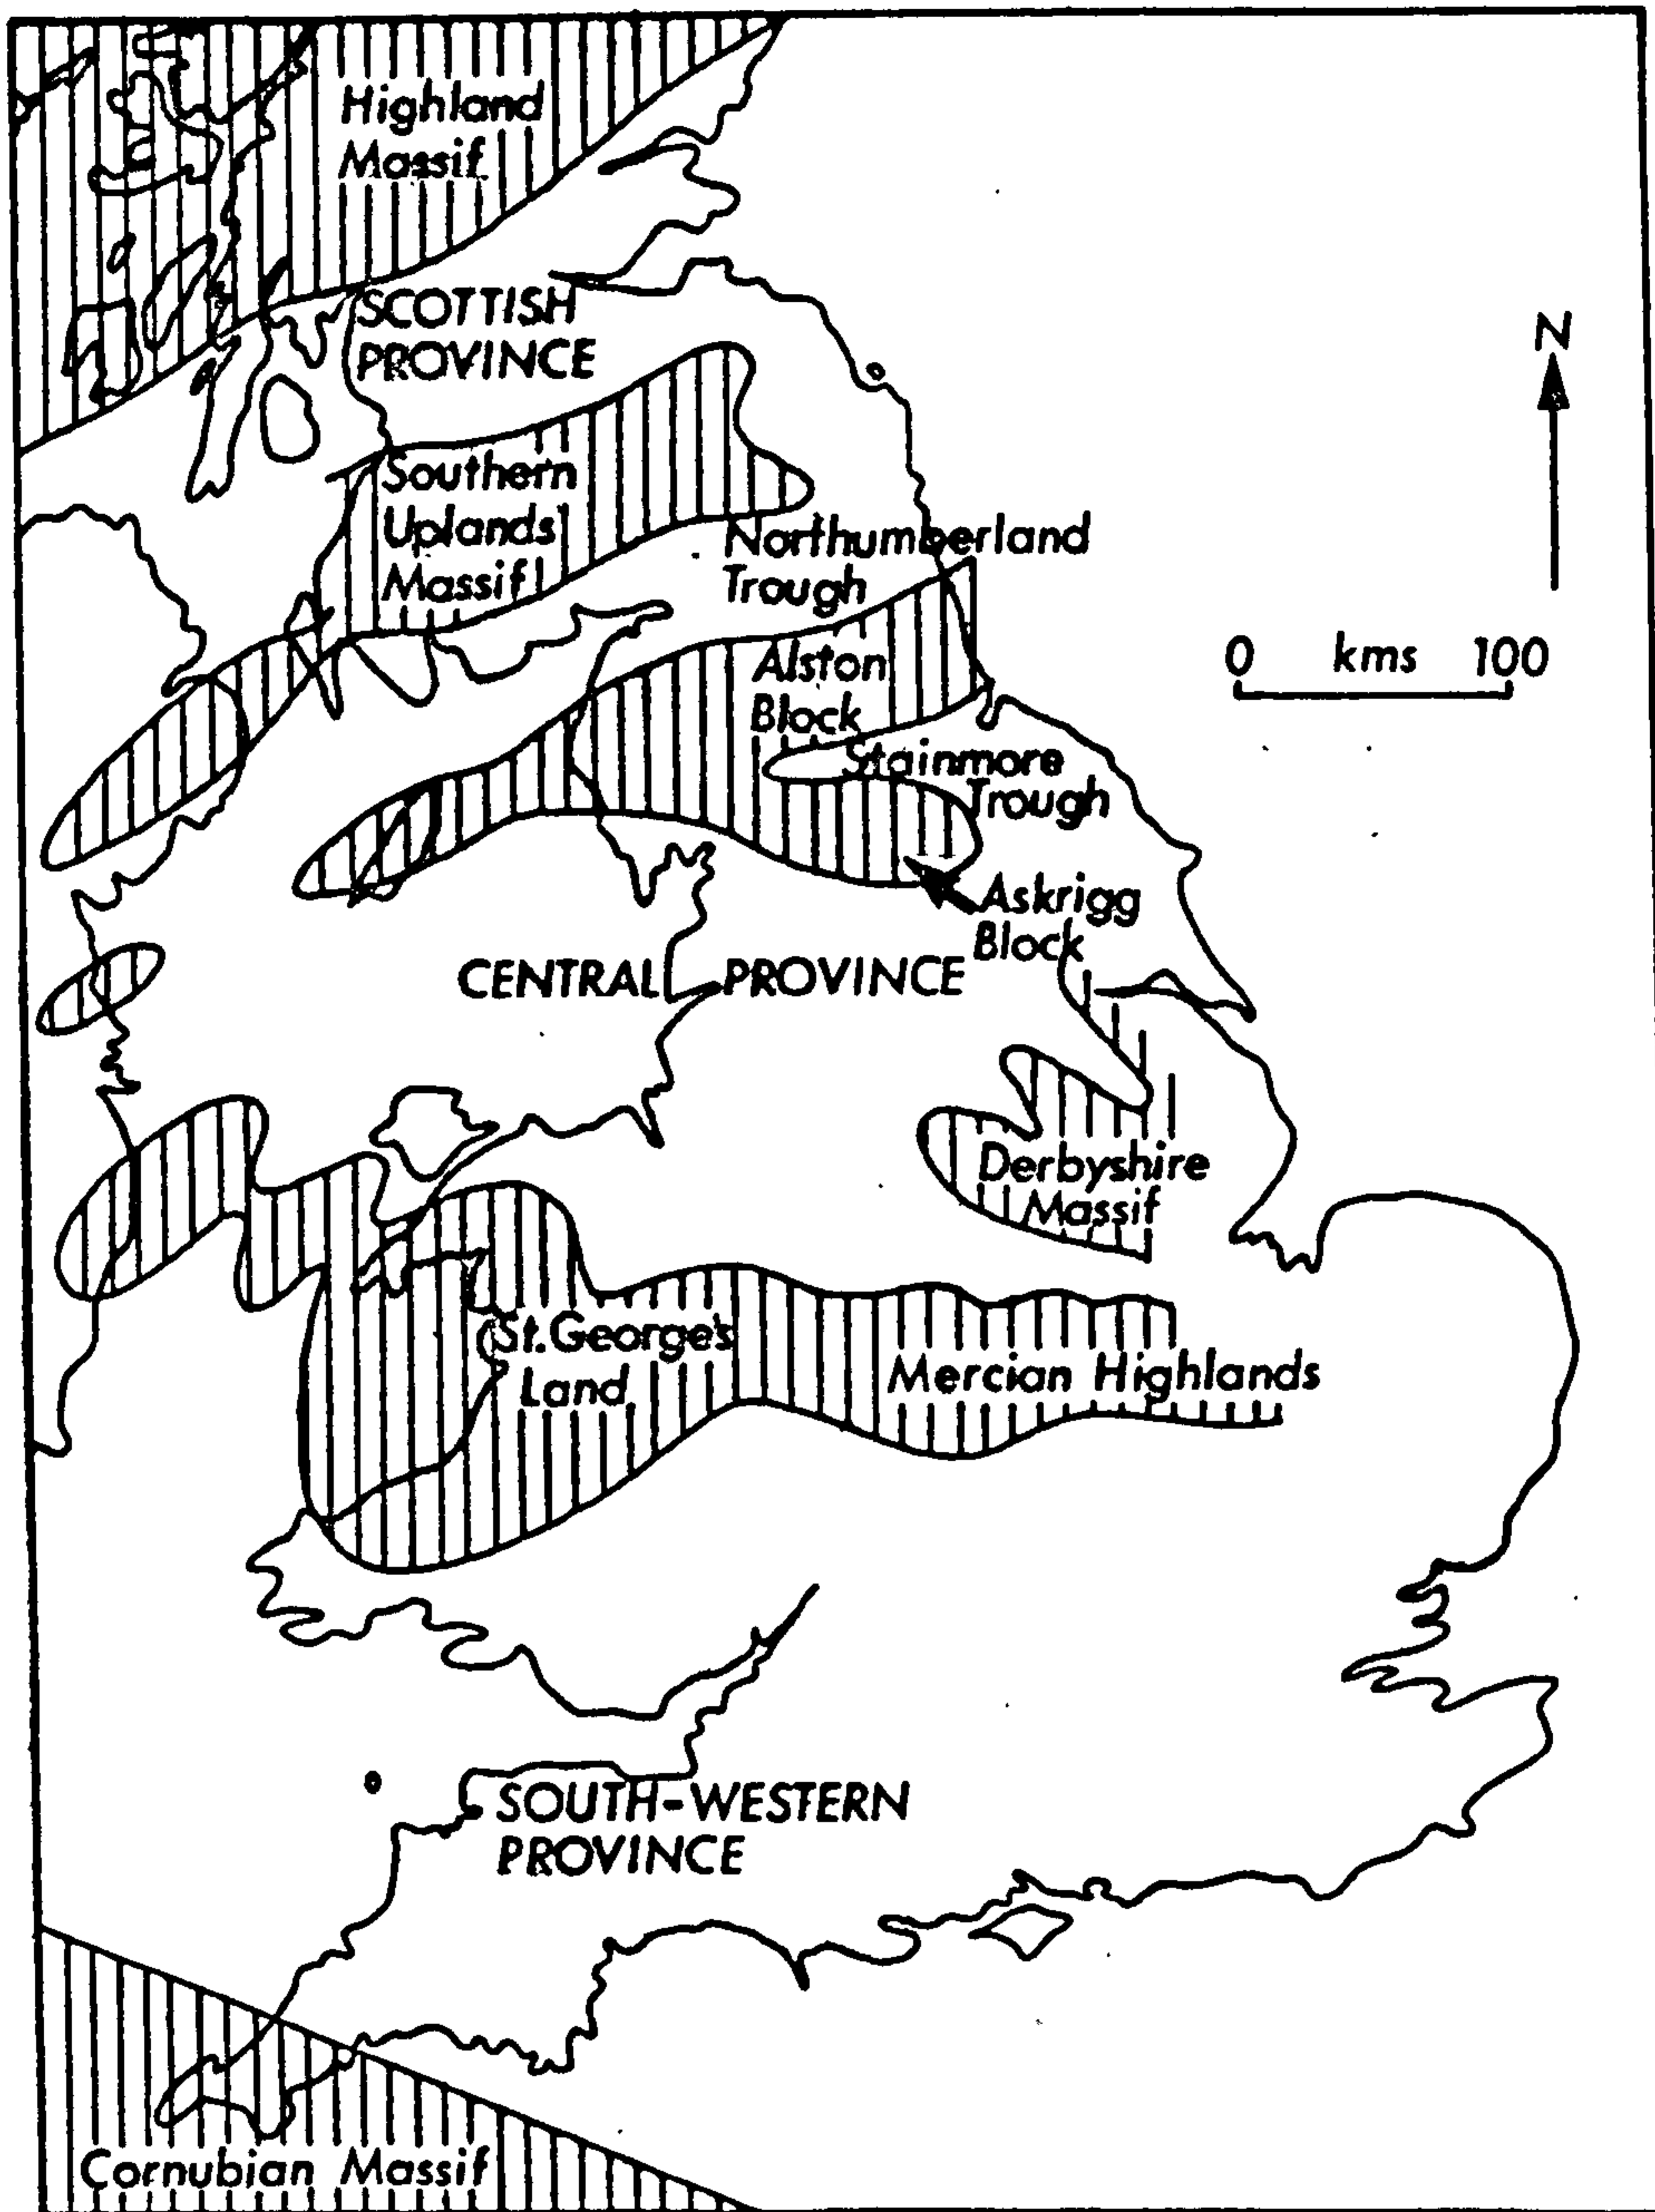 Highland
Massif
SCOTTISH
PROVINCE
N
Southern
Uplands
Massif
Northumberland
Trough
0 kms 100
Alston
Block
Stainmore
Trough
Askrigg
Block
CENTRAL PROVINCE
Derbyshire
Massif
St. George's
Land
Mercian Highlands
SOUTH-WESTERN
PROVINCE
Cornubian Massif